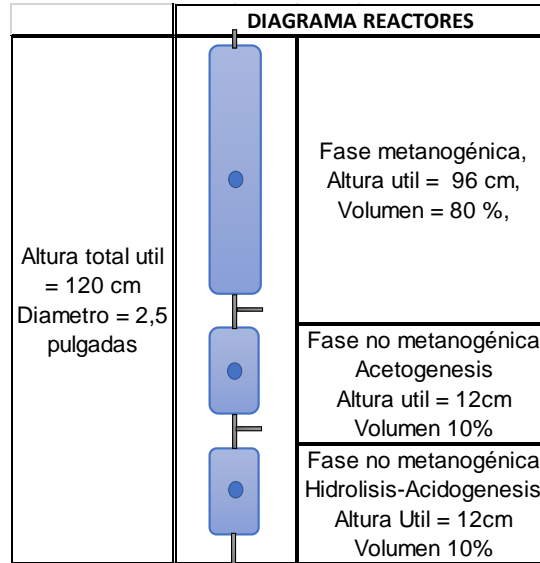 DIAGRAMA REACTORES
Altura total util
= 120 cm
Diametro = 2,5
pulgadas
Fase metanogénica,
Altura util =  96 cm,
Volumen = 80 %,
Fase no metanogénica
Acetogenesis
Altura util = 12cm
Volumen 10%
Fase no metanogénica
Hidrolisis-Acidogenesis
Altura Util = 12cm
Volumen 10%